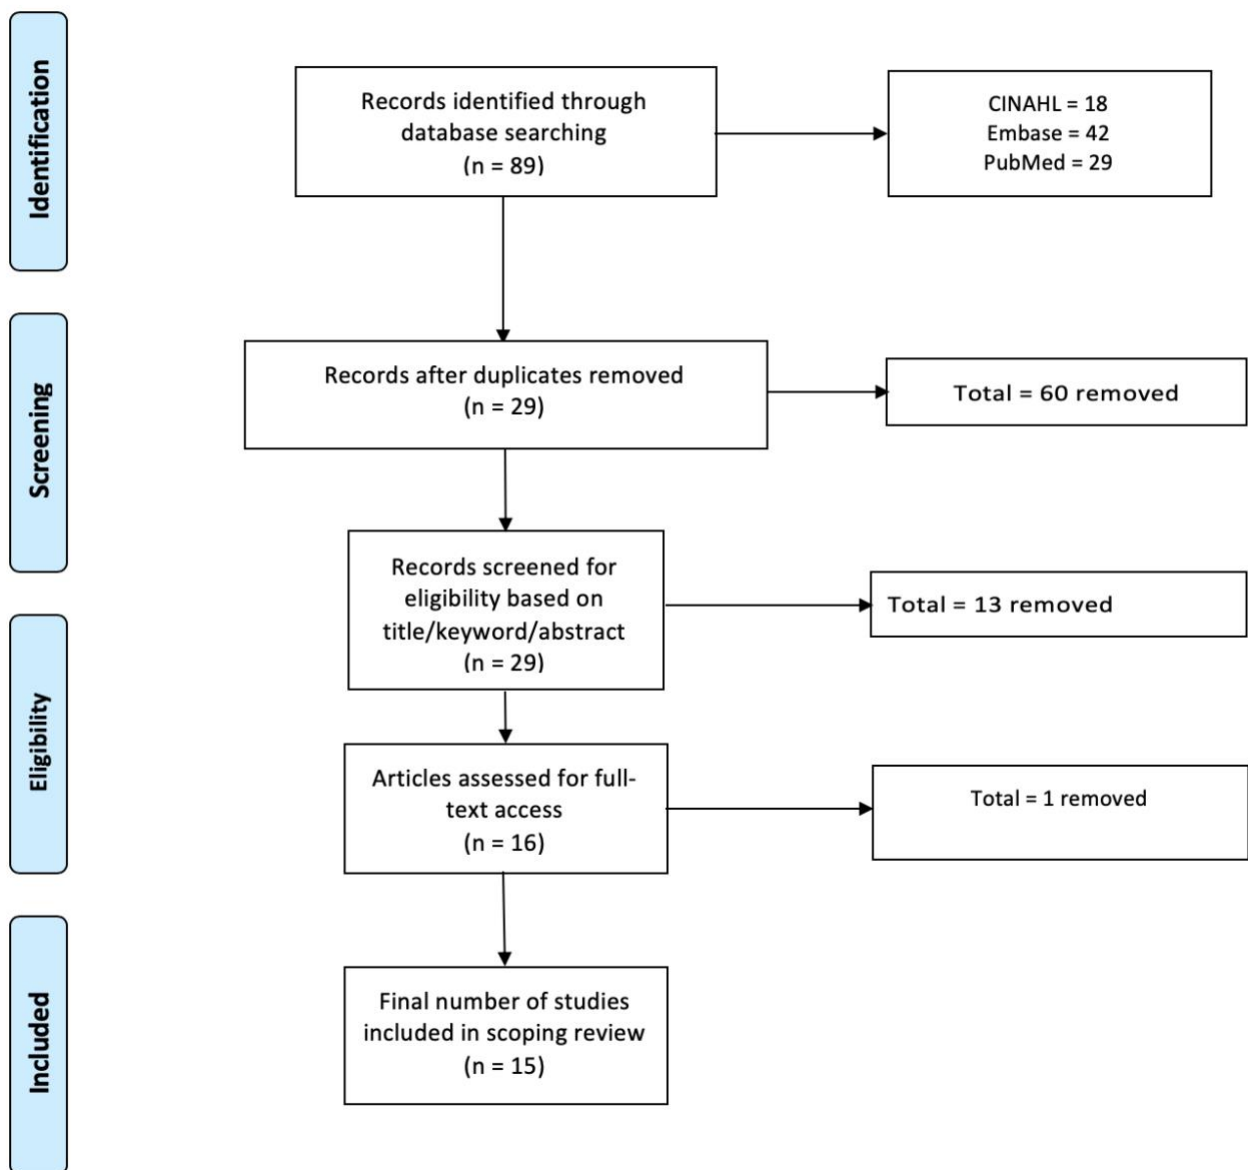 Identification
Records identified through
database searching
(n = 89)
CINAHL = 18
Embase = 42
PubMed = 29
Screening
Records after duplicates removed
(n = 29)
Total = 60 removed
Records screened for
eligibility based on
title/keyword/abstract
(n = 29)
Total = 13 removed
Eligibility
Articles assessed for full-
text access
(n = 16)
Total = 1 removed
Included
Final number of studies
included in scoping review
(n = 15)